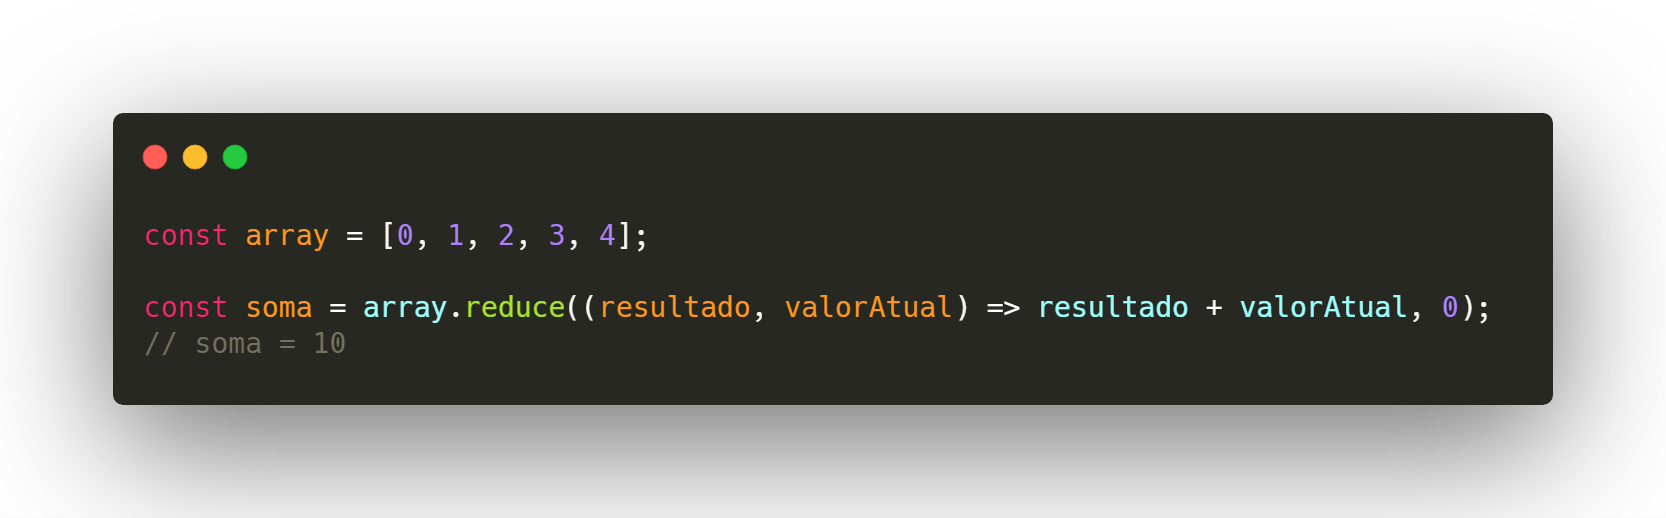 const array = [0, 1, 2, 3, 4];
const soma = array.reduce((resultado, valorAtual) => resultado + valorAtual, 0);
// soma = 10